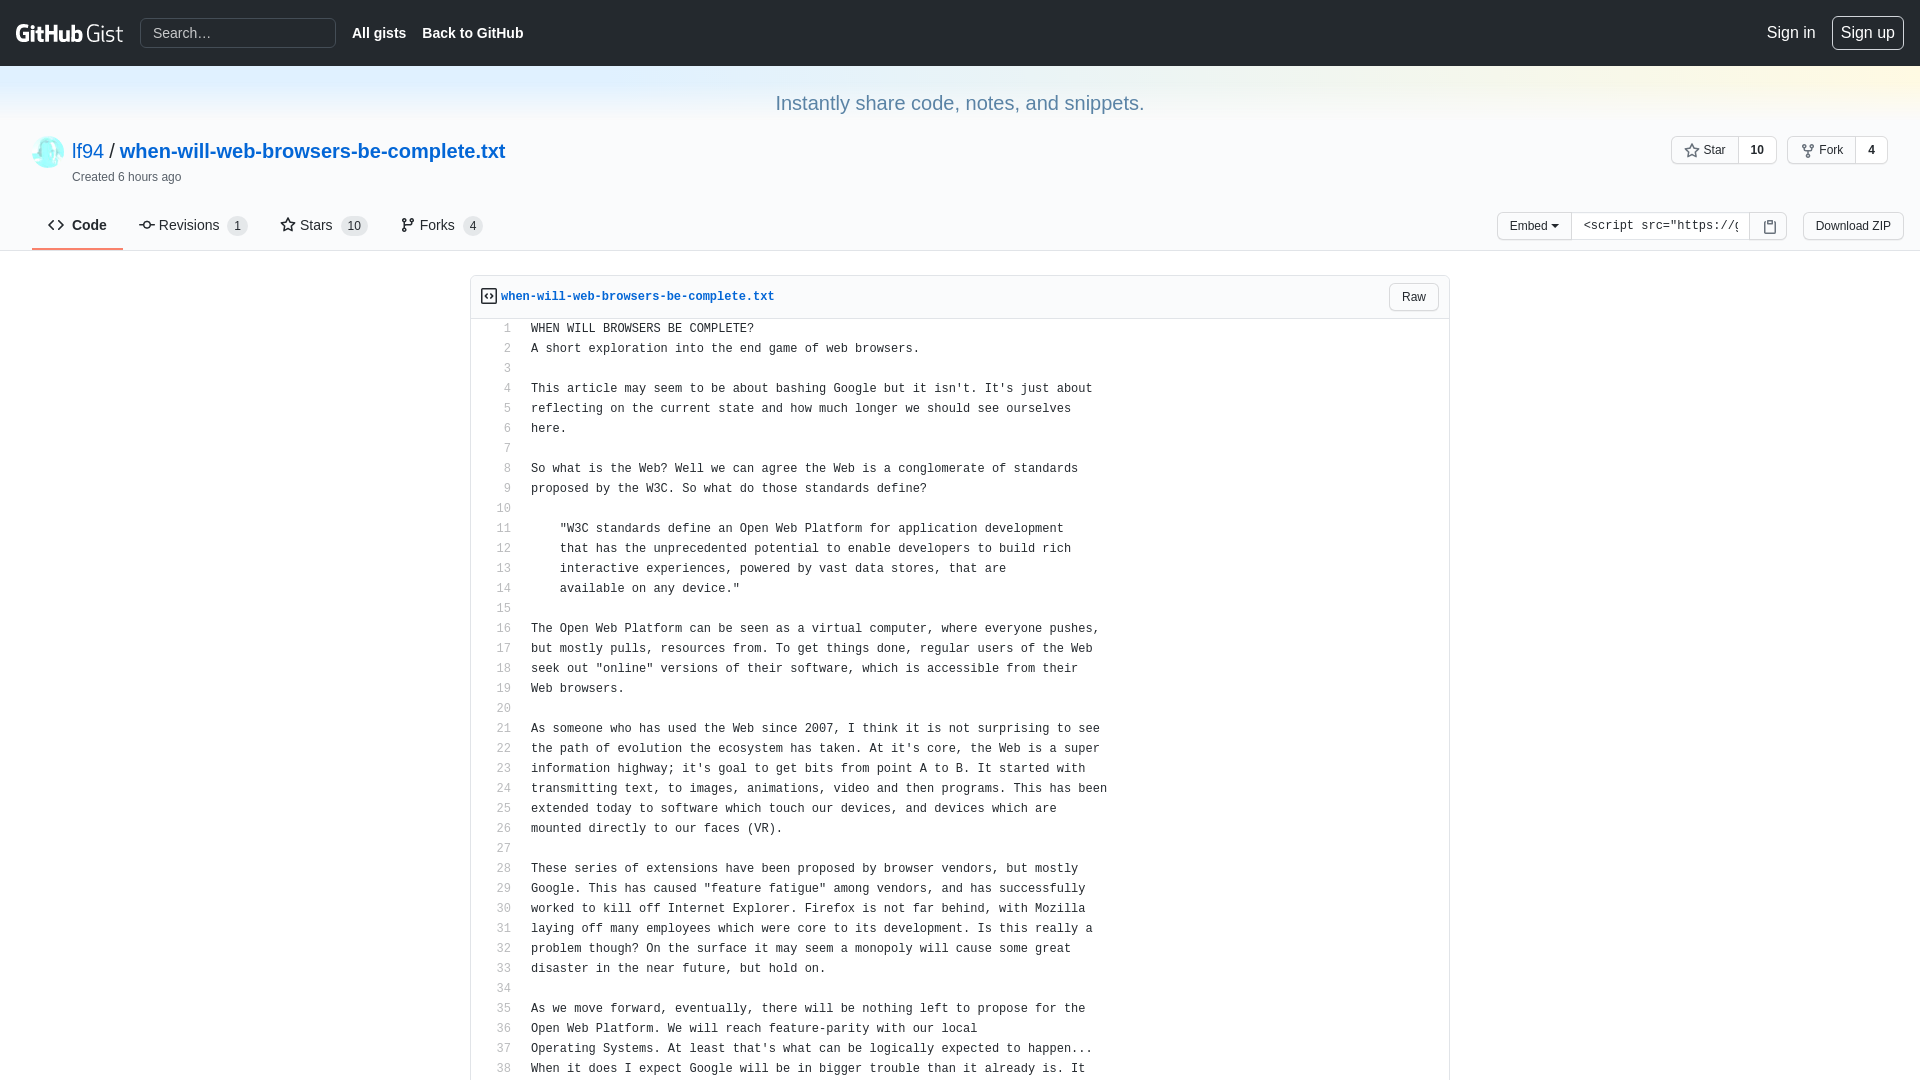 GitHub Gist
Search…
All gists
Back to GitHub
Sign in
Sign up
Instantly share code, notes, and snippets.
lf94 / when-will-web-browsers-be-complete.txt
Created 6 hours ago
Star 10
Fork 4
Code
Revisions 1
Stars 10
Forks 4
Embed
<script src="https://g
Download ZIP
when-will-web-browsers-be-complete.txt
Raw
1 WHEN WILL BROWSERS BE COMPLETE?
2 A short exploration into the end game of web browsers.
3
4 This article may seem to be about bashing Google but it isn't. It's just about
5 reflecting on the current state and how much longer we should see ourselves
6 here.
7
8 So what is the Web? Well we can agree the Web is a conglomerate of standards
9 proposed by the W3C. So what do those standards define?
10
11 "W3C standards define an Open Web Platform for application development
12 that has the unprecedented potential to enable developers to build rich
13 interactive experiences, powered by vast data stores, that are
14 available on any device."
15
16 The Open Web Platform can be seen as a virtual computer, where everyone pushes,
17 but mostly pulls, resources from. To get things done, regular users of the Web
18 seek out "online" versions of their software, which is accessible from their
19 Web browsers.
20
21 As someone who has used the Web since 2007, I think it is not surprising to see
22 the path of evolution the ecosystem has taken. At it's core, the Web is a super
23 information highway; it's goal to get bits from point A to B. It started with
24 transmitting text, to images, animations, video and then programs. This has been
25 extended today to software which touch our devices, and devices which are
26 mounted directly to our faces (VR).
27
28 These series of extensions have been proposed by browser vendors, but mostly
29 Google. This has caused "feature fatigue" among vendors, and has successfully
30 worked to kill off Internet Explorer. Firefox is not far behind, with Mozilla
31 laying off many employees which were core to its development. Is this really a
32 problem though? On the surface it may seem a monopoly will cause some great
33 disaster in the near future, but hold on.
34
35 As we move forward, eventually, there will be nothing left to propose for the
36 Open Web Platform. We will reach feature-parity with our local
37 Operating Systems. At least that's what can be logically expected to happen...
38 When it does I expect Google will be in bigger trouble than it already is. It